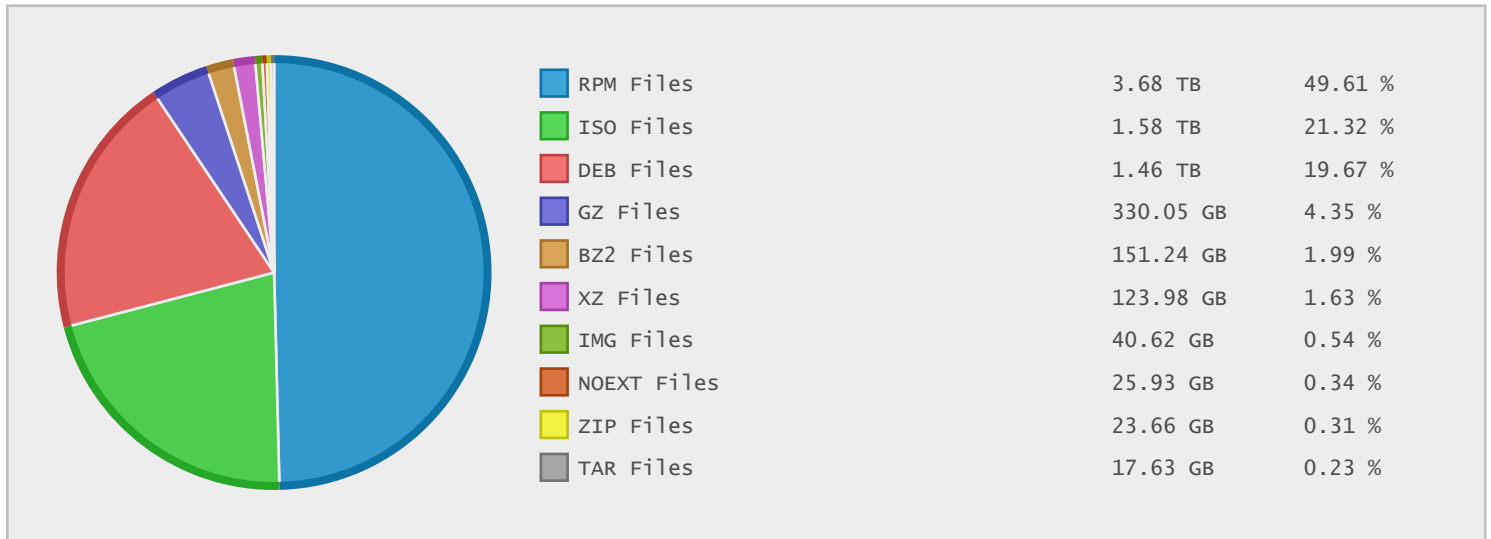 RPM Files 3.68 TB 49.61 %
ISO Files 1.58 TB 21.32 %
DEB Files 1.46 TB 19.67 %
GZ Files 330.05 GB 4.35 %
BZ2 Files 151.24 GB 1.99 %
XZ Files 123.98 GB 1.63 %
IMG Files 40.62 GB 0.54 %
NOEXT Files 25.93 GB 0.34 %
ZIP Files 23.66 GB 0.31 %
TAR Files 17.63 GB 0.23 %